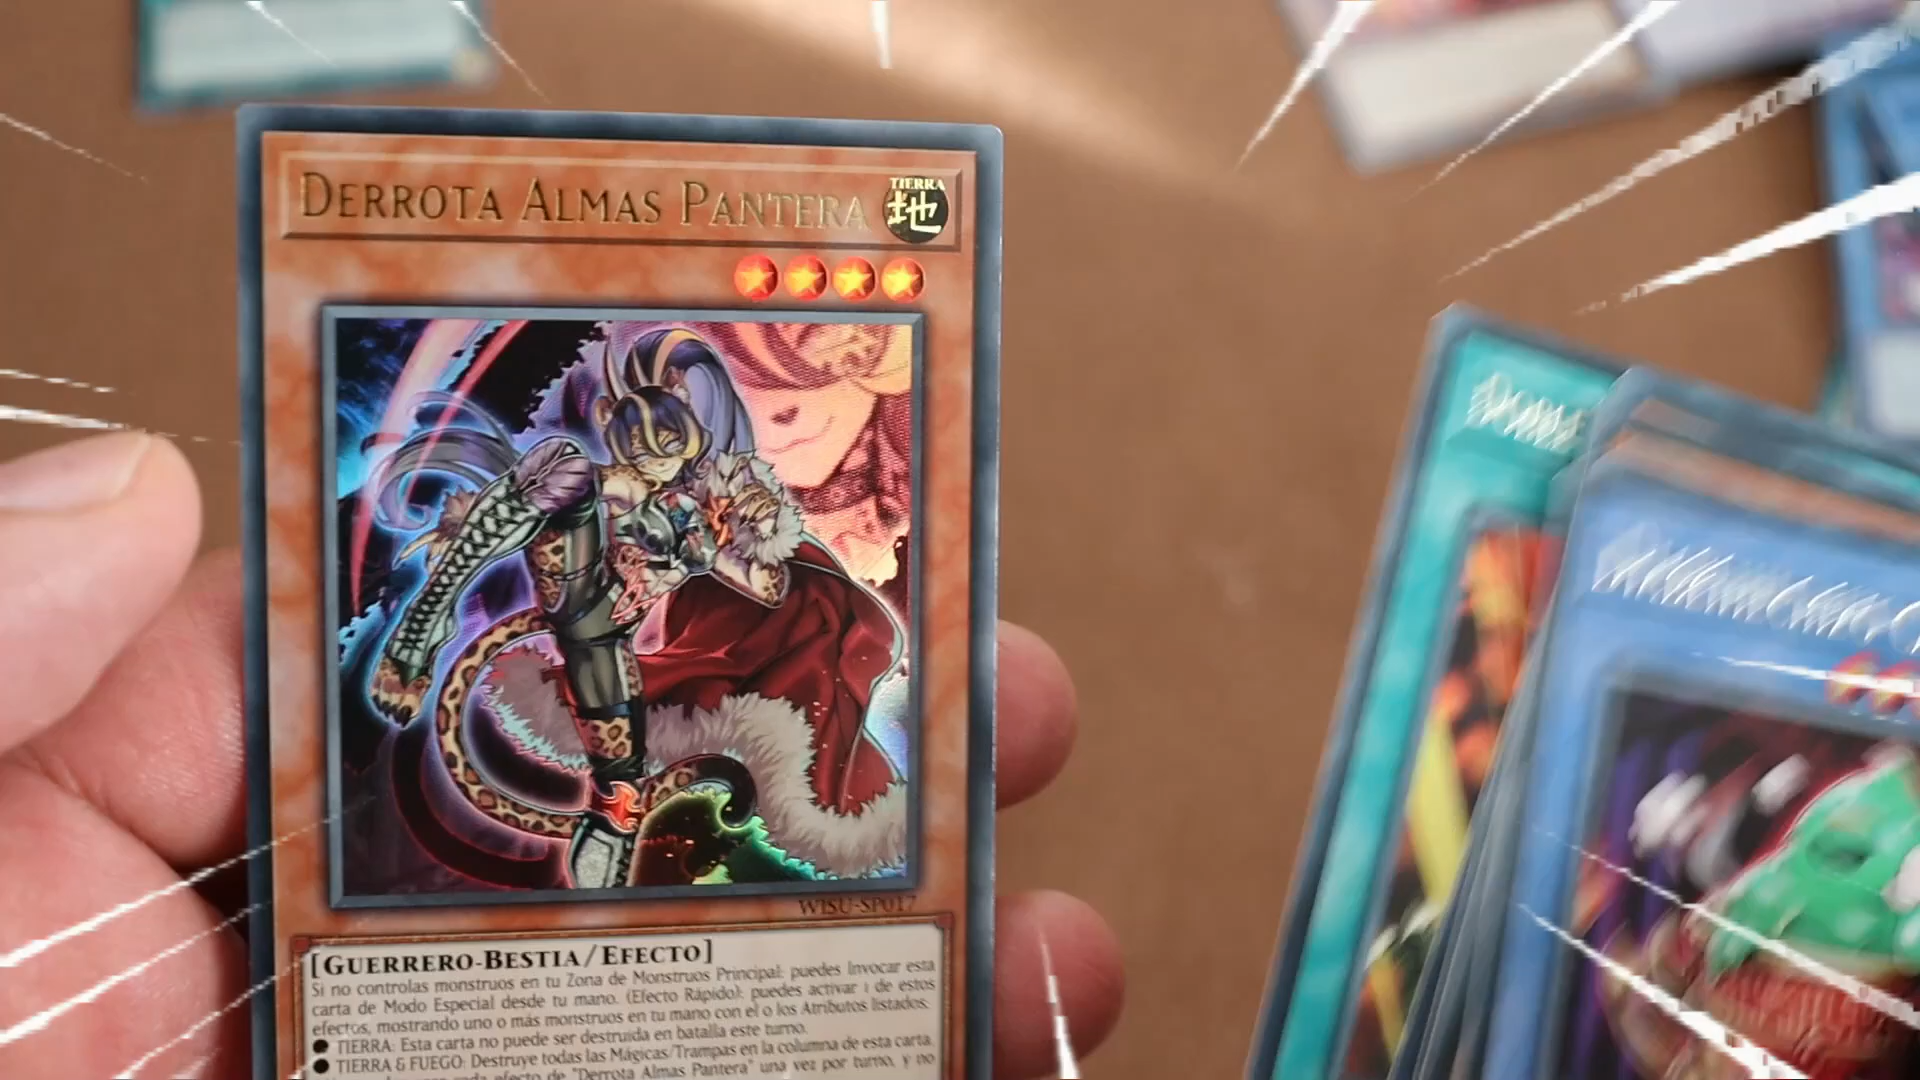 DERROTA ALMAS PANTERA
TIERRA
地
WISU-SP017
[GUERRERO-BESTIA/EFECTO]
Si no controlas monstruos en tu Zona de Monstruos Principal: puedes Invocar esta
carta de Modo Especial desde tu mano. (Efecto Rápido): puedes activar 1 de estos
efectos, mostrando uno o más monstruos en tu mano con el o los Atributos listados.
● TIERRA: Esta carta no puede ser destruida en batalla este turno.
● TIERRA & FUEGO: Destruye todas las Mágicas/Trampas en la columna de esta carta.
cada efecto de "Derrota Almas Pantera" una vez por turno, y no